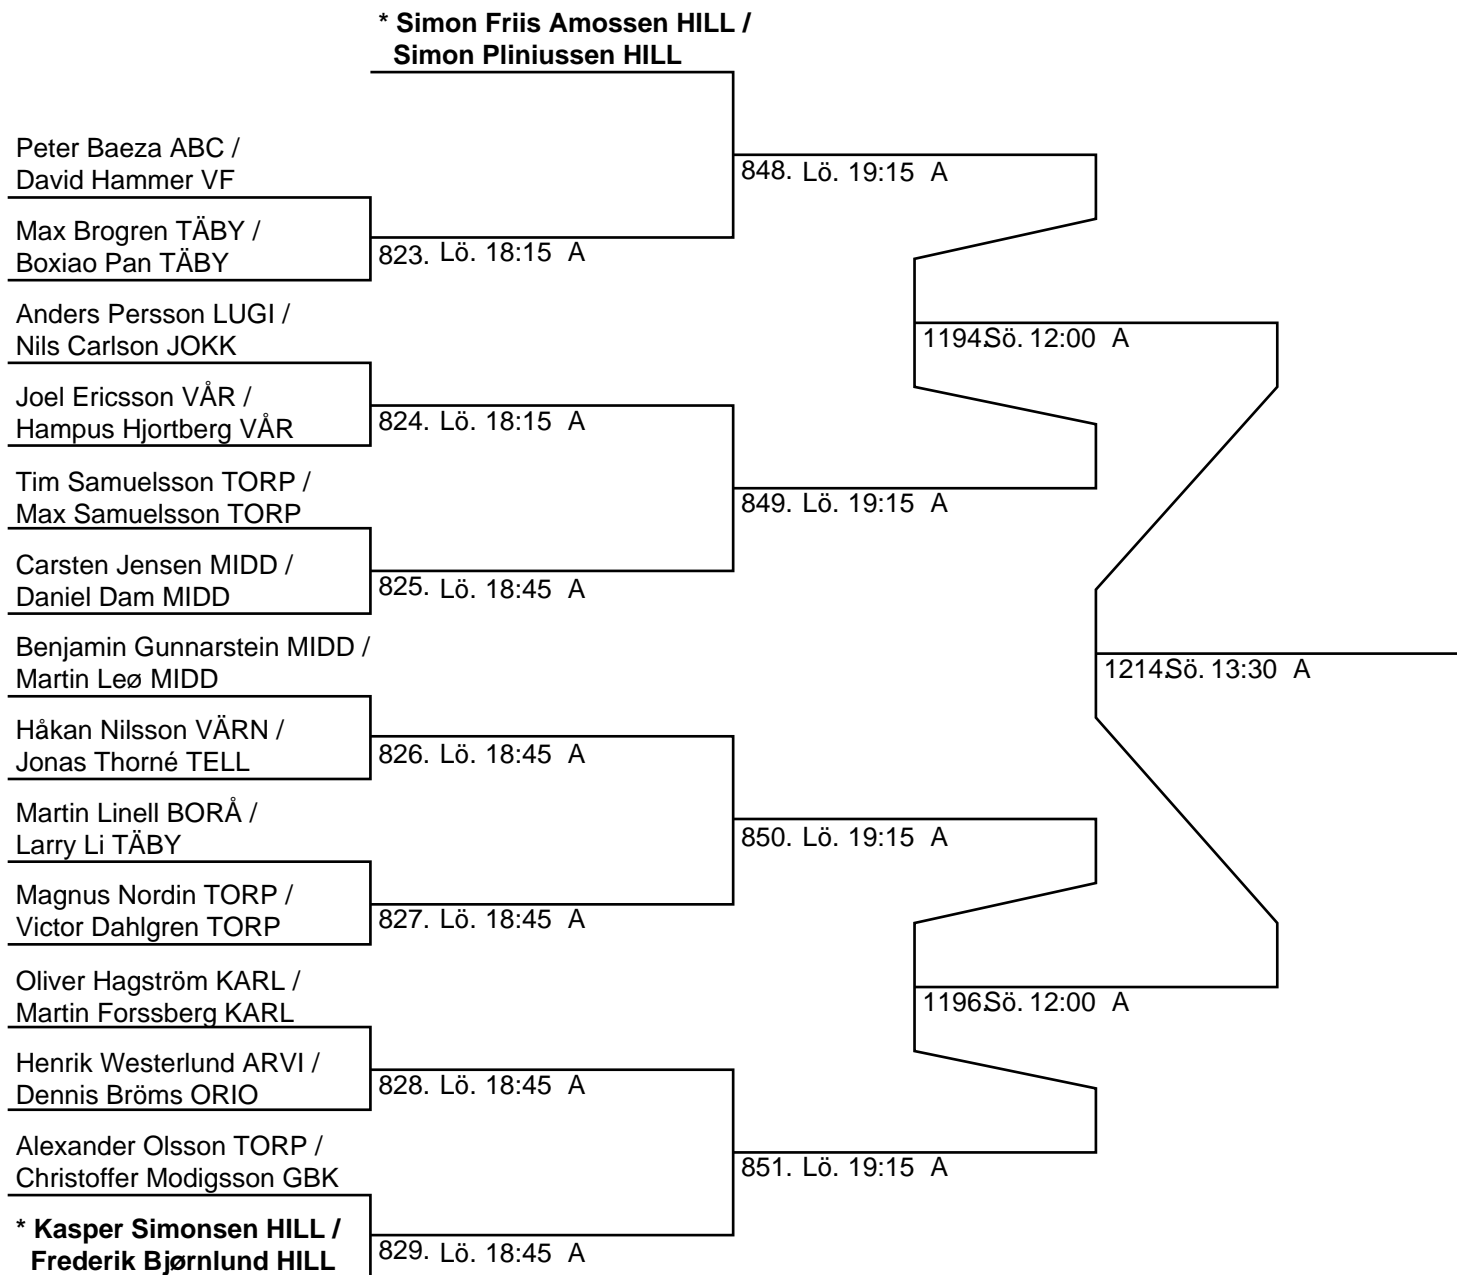 * Simon Friis Amossen HILL /
Simon Pliniussen HILL
Peter Baeza ABC /
David Hammer VF
848. Lö. 19:15 A
Max Brogren TÄBY /
Boxiao Pan TÄBY
823. Lö. 18:15 A
Anders Persson LUGI /
Nils Carlson JOKK
1194. Sö. 12:00 A
Joel Ericsson VÅR /
Hampus Hjortberg VÅR
824. Lö. 18:15 A
Tim Samuelsson TORP /
Max Samuelsson TORP
849. Lö. 19:15 A
Carsten Jensen MIDD /
Daniel Dam MIDD
825. Lö. 18:45 A
Benjamin Gunnarstein MIDD /
Martin Leø MIDD
1214. Sö. 13:30 A
Håkan Nilsson VÄRN /
Jonas Thorné TELL
826. Lö. 18:45 A
Martin Linell BORÅ /
Larry Li TÄBY
850. Lö. 19:15 A
Magnus Nordin TORP /
Victor Dahlgren TORP
827. Lö. 18:45 A
Oliver Hagström KARL /
Martin Forssberg KARL
1196. Sö. 12:00 A
Henrik Westerlund ARVI /
Dennis Bröms ORIO
828. Lö. 18:45 A
Alexander Olsson TORP /
Christoffer Modigsson GBK
851. Lö. 19:15 A
* Kasper Simonsen HILL /
Frederik Bjørnlund HILL
829. Lö. 18:45 A